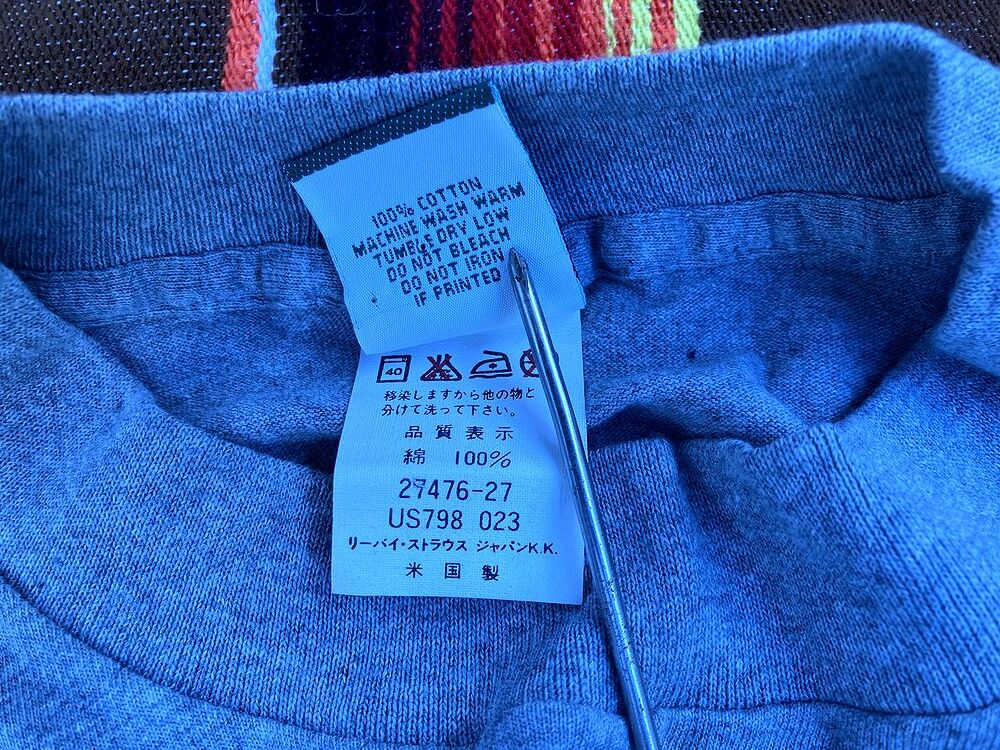 100% COTTON
MACHINE WASH WARM
TUMBLE DRY LOW
DO NOT BLEACH
DO NOT IRON
IF PRINTED
40
移染しますから他の物と
分けて洗って下さい。
品質表示
綿 100%
27476-27
US798 023
リーバイ・ストラウス ジャパンK.K.
米国製